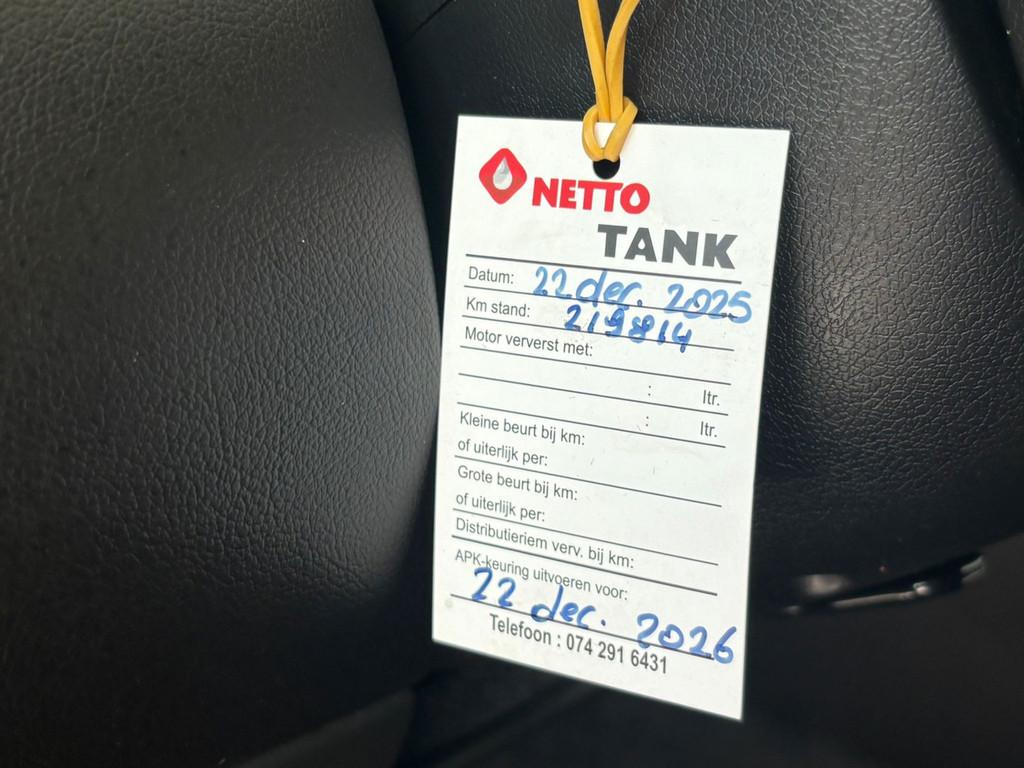 NETTO
TANK
Datum: 22 dec. 2025
Km stand: 219814
Motor ververst met:
: ltr.
: ltr.
Kleine beurt bij km:
of uiterlijk per:
Grote beurt bij km:
of uiterlijk per:
Distributieriem verv. bij km:
APK-keuring uitvoeren voor:
22 dec. 2026
Telefoon : 074 291 6431